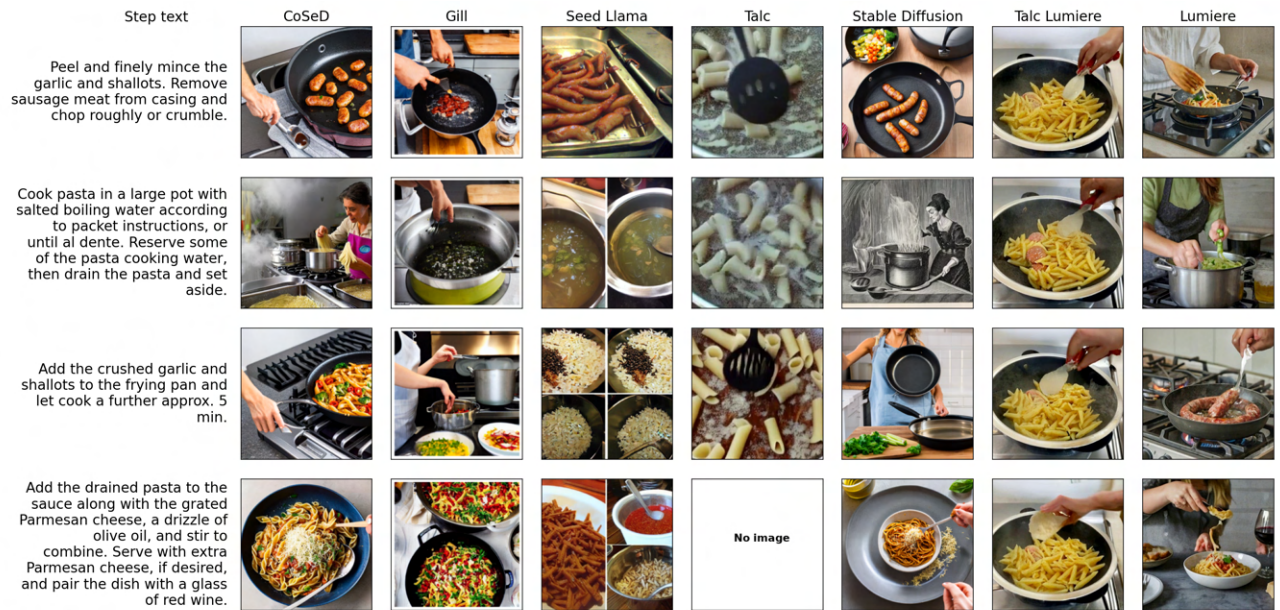 Step text
CoSeD
Gill
Seed Llama
Talc
Stable Diffusion
Talc Lumiere
Lumiere
Peel and finely mince the
garlic and shallots. Remove
sausage meat from casing and
chop roughly or crumble.
Cook pasta in a large pot with
salted boiling water according
to packet instructions, or
until al dente. Reserve some
of the pasta cooking water,
then drain the pasta and set
aside.
Add the crushed garlic and
shallots to the frying pan and
let cook a further approx. 5
min.
Add the drained pasta to the
sauce along with the grated
Parmesan cheese, a drizzle of
olive oil, and stir to
combine. Serve with extra
Parmesan cheese, if desired,
and pair the dish with a glass
of red wine.
No image